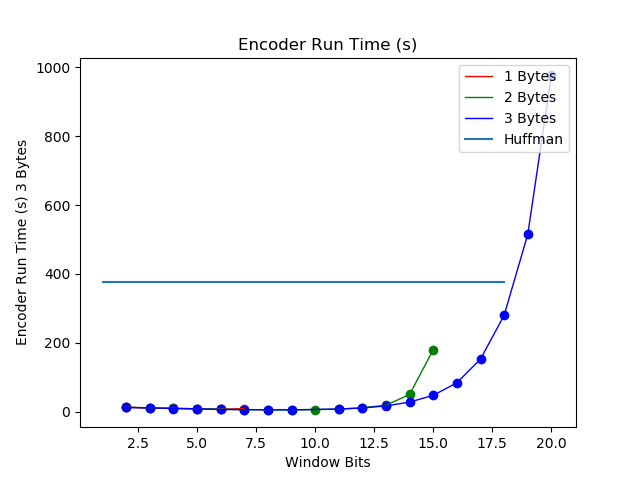 Encoder Run Time (s)
1000
800
600
400
200
0
Encoder Run Time (s) 3 Bytes
1 Bytes
2 Bytes
3 Bytes
Huffman
2.5 5.0 7.5 10.0 12.5 15.0 17.5 20.0
Window Bits